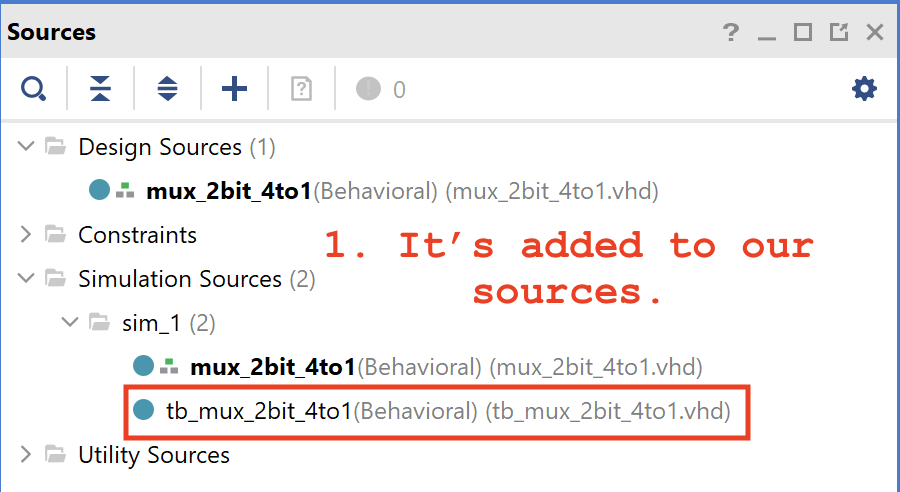 Sources
0
Design Sources (1)
mux_2bit_4to1(Behavioral) (mux_2bit_4to1.vhd)
Constraints
1. It’s added to our
sources.
Simulation Sources (2)
sim_1 (2)
mux_2bit_4to1(Behavioral) (mux_2bit_4to1.vhd)
tb_mux_2bit_4to1(Behavioral) (tb_mux_2bit_4to1.vhd)
Utility Sources